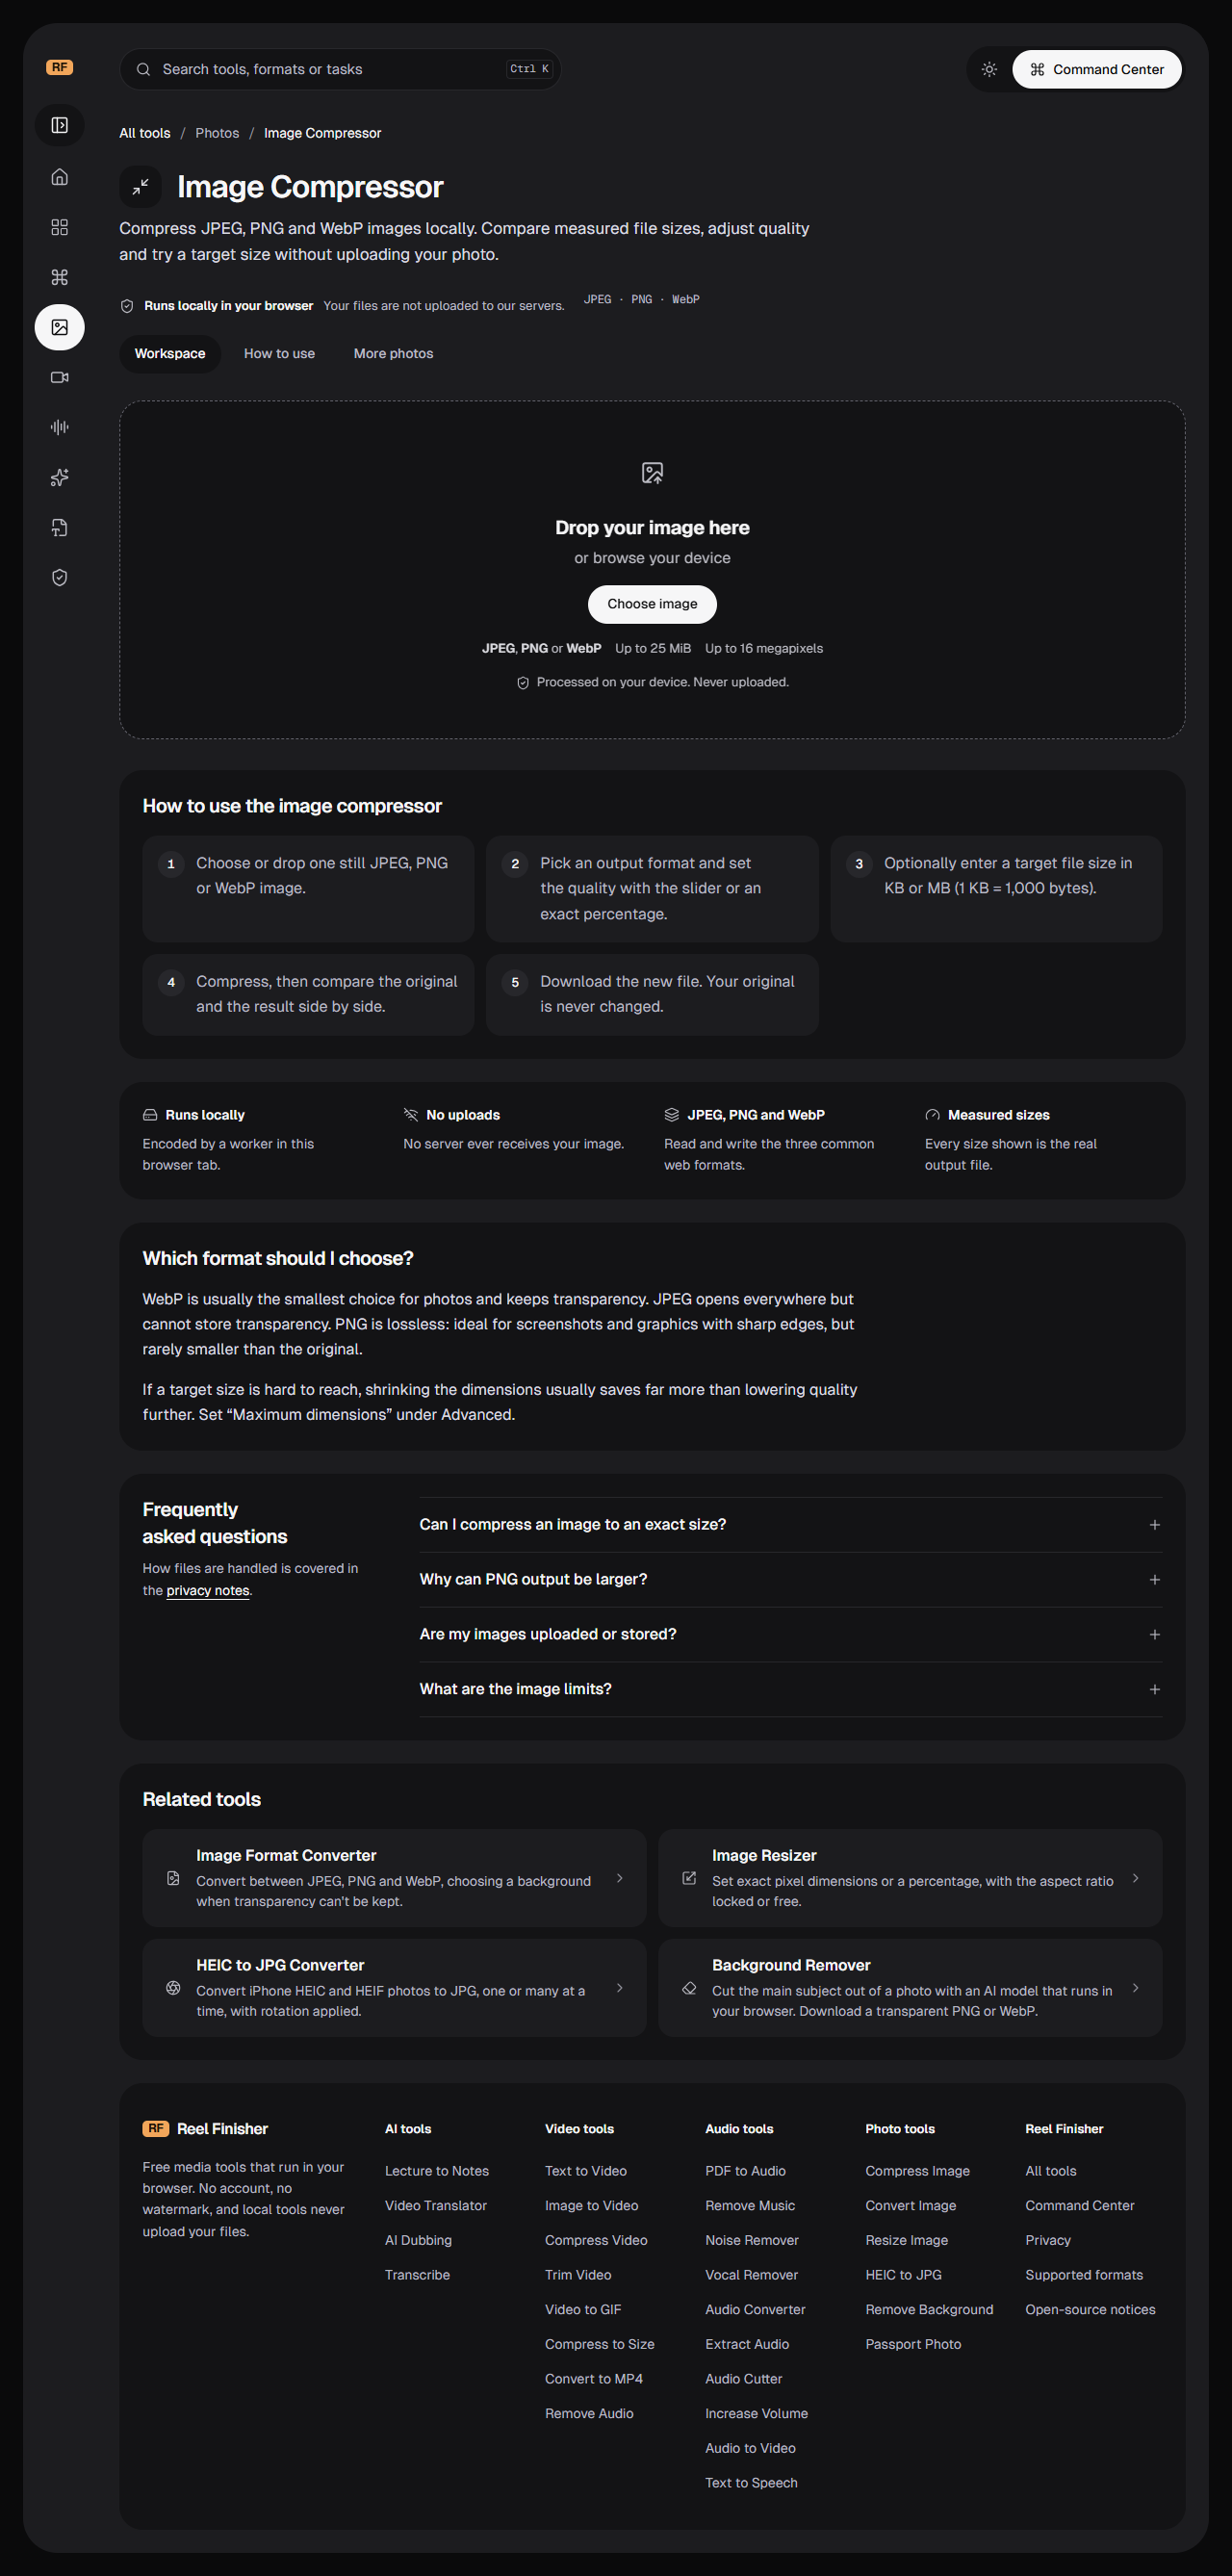 RF
Search tools, formats or tasks
Ctrl K
Command Center
All tools / Photos / Image Compressor
Image Compressor
Compress JPEG, PNG and WebP images locally. Compare measured file sizes, adjust quality
and try a target size without uploading your photo.
Runs locally in your browser Your files are not uploaded to our servers. JPEG · PNG · WebP
Workspace How to use More photos
Drop your image here
or browse your device
Choose image
JPEG, PNG or WebP Up to 25 MiB Up to 16 megapixels
Processed on your device. Never uploaded.
How to use the image compressor
1 Choose or drop one still JPEG, PNG
or WebP image.
2 Pick an output format and set
the quality with the slider or an
exact percentage.
3 Optionally enter a target file size in
KB or MB (1 KB = 1,000 bytes).
4 Compress, then compare the original
and the result side by side.
5 Download the new file. Your original
is never changed.
Runs locally
Encoded by a worker in this
browser tab.
No uploads
No server ever receives your image.
JPEG, PNG and WebP
Read and write the three common
web formats.
Measured sizes
Every size shown is the real
output file.
Which format should I choose?
WebP is usually the smallest choice for photos and keeps transparency. JPEG opens everywhere but
cannot store transparency. PNG is lossless: ideal for screenshots and graphics with sharp edges, but
rarely smaller than the original.
If a target size is hard to reach, shrinking the dimensions usually saves far more than lowering quality
further. Set “Maximum dimensions” under Advanced.
Frequently
asked questions
How files are handled is covered in
the privacy notes.
Can I compress an image to an exact size?
Why can PNG output be larger?
Are my images uploaded or stored?
What are the image limits?
Related tools
Image Format Converter
Convert between JPEG, PNG and WebP, choosing a background
when transparency can't be kept.
Image Resizer
Set exact pixel dimensions or a percentage, with the aspect ratio
locked or free.
HEIC to JPG Converter
Convert iPhone HEIC and HEIF photos to JPG, one or many at a
time, with rotation applied.
Background Remover
Cut the main subject out of a photo with an AI model that runs in
your browser. Download a transparent PNG or WebP.
RF Reel Finisher
Free media tools that run in your
browser. No account, no
watermark, and local tools never
upload your files.
AI tools
Lecture to Notes
Video Translator
AI Dubbing
Transcribe
Video tools
Text to Video
Image to Video
Compress Video
Trim Video
Video to GIF
Compress to Size
Convert to MP4
Remove Audio
Audio tools
PDF to Audio
Remove Music
Noise Remover
Vocal Remover
Audio Converter
Extract Audio
Audio Cutter
Increase Volume
Audio to Video
Text to Speech
Photo tools
Compress Image
Convert Image
Resize Image
HEIC to JPG
Remove Background
Passport Photo
Reel Finisher
All tools
Command Center
Privacy
Supported formats
Open-source notices